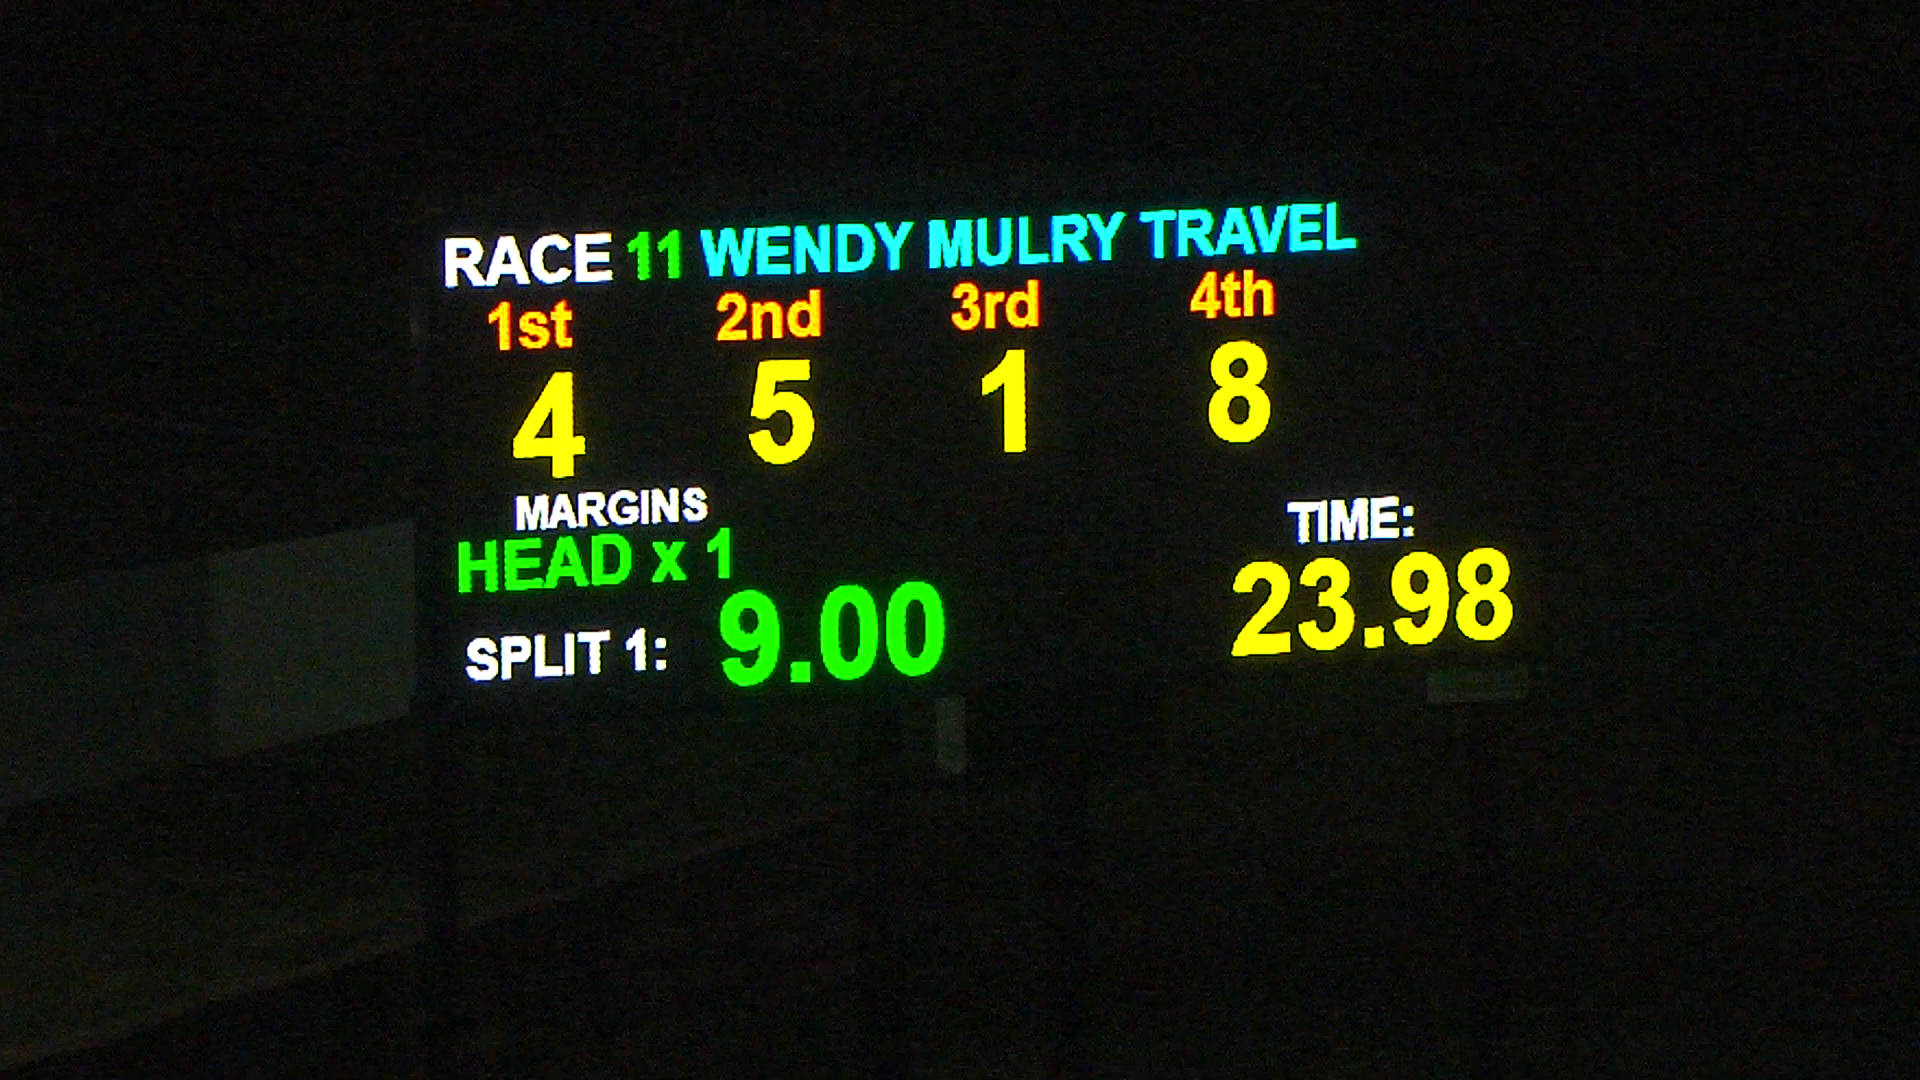 RACE 11 WENDY MULRY TRAVEL
1st 2nd 3rd 4th
4 5 1 8
MARGINS
HEAD x 1
TIME:
SPLIT 1: 9.00
23.98